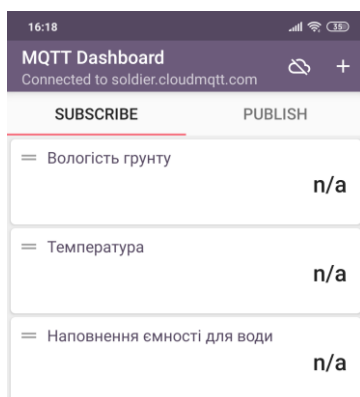 16:18
35
MQTT Dashboard
Connected to soldier.cloudmqtt.com
SUBSCRIBE PUBLISH
Вологість грунту
n/a
Температура
n/a
Наповнення ємності для води
n/a